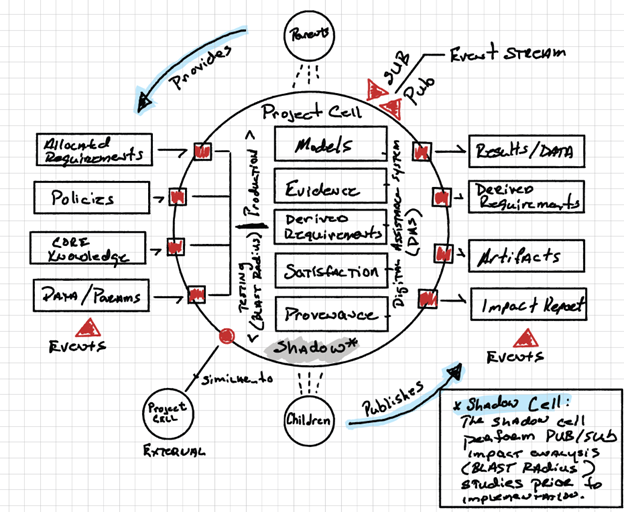 Parents
Provides
SUB
Pub
Event Stream
Project Cell
Allocated
Requirements
Policies
Core
Knowledge
Data/Params
Events
Testing
(Blast Radius)
< Production >
Models
Evidence
Derived
Requirements
Satisfaction
Provenance
Digital Assistance System
(DAS)
Shadow*
Results/Data
Derived
Requirements
Artifacts
Impact Report
Events
Project
Cell
External
Children
Publishes
* Shadow Cell:
The shadow cell
perform PUB/SUB
impact analysis
(Blast Radius)
studies prior to
implementation.